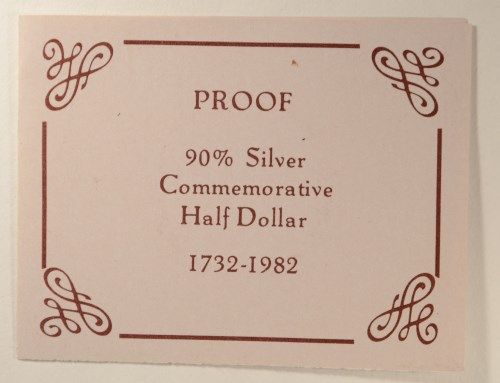 PROOF
90% Silver
Commemorative
Half Dollar
1732-1982